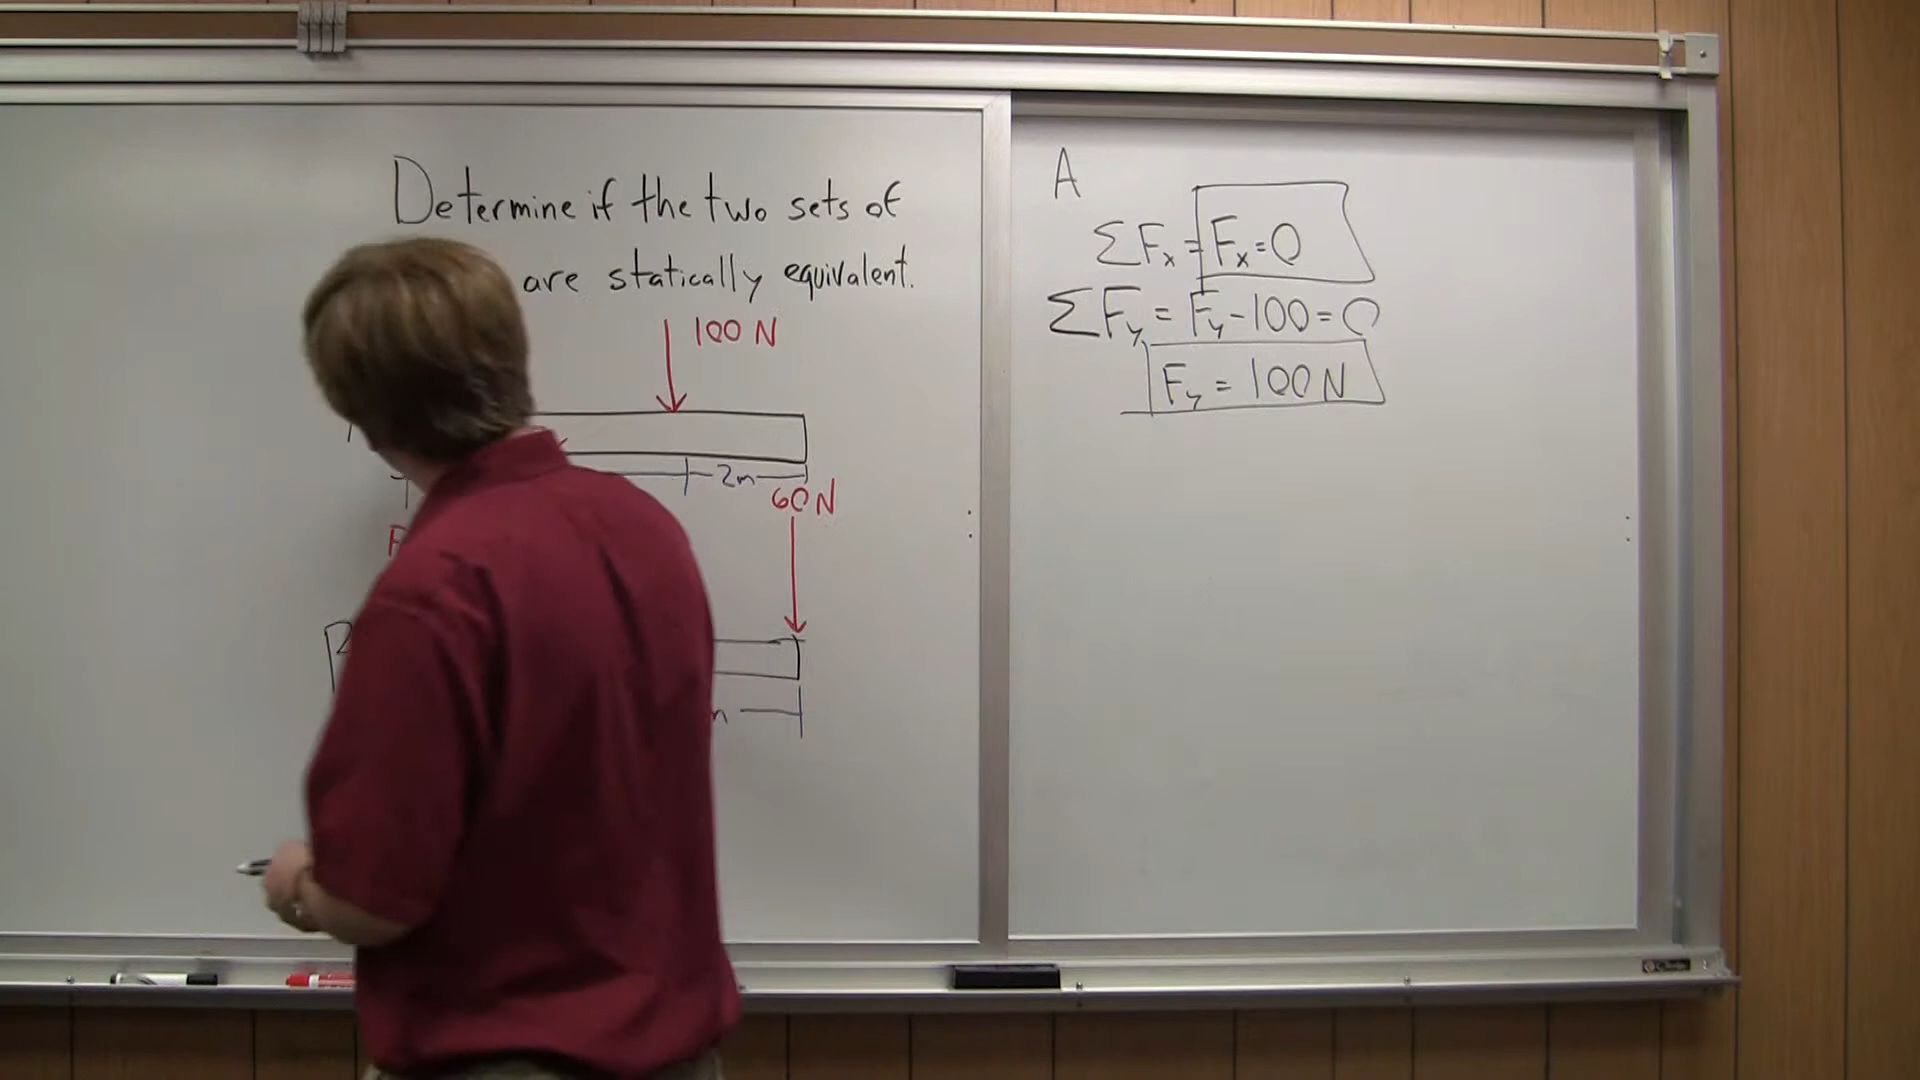 Determine if the two sets of
are statically equivalent.
100 N
2m
60 N
F
A
ΣFx = Fx=0
ΣFy = Fy-100=0
Fy = 100N